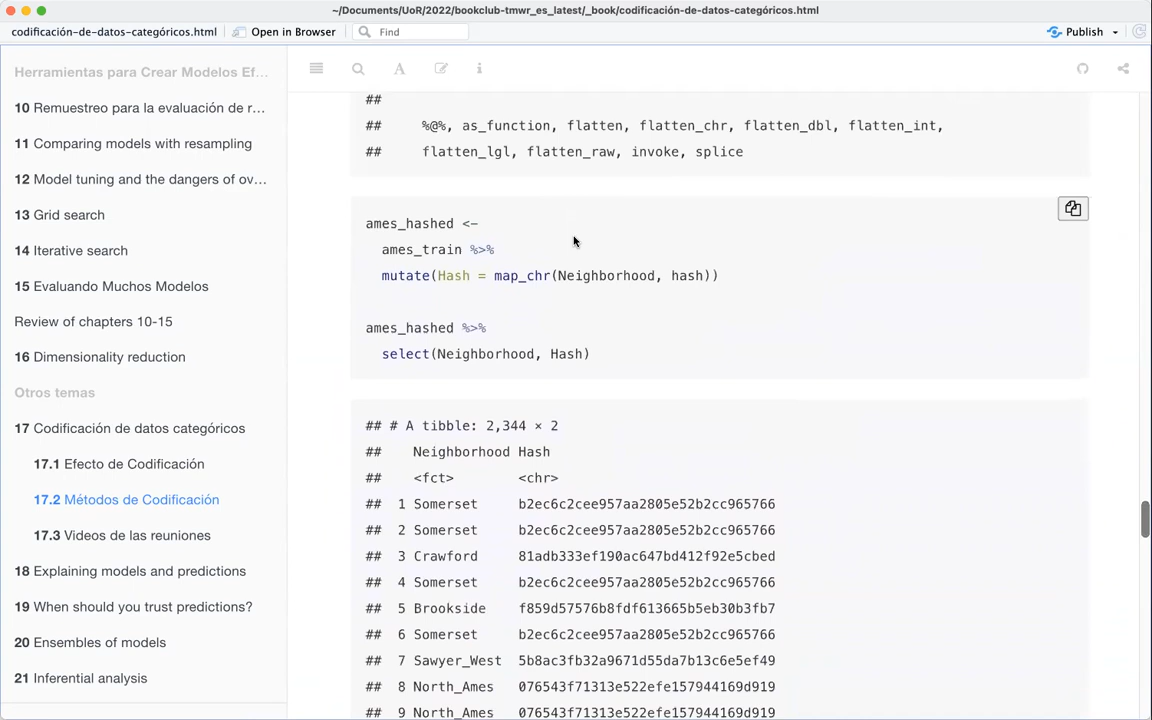 ~/Documents/UoR/2022/bookclub-tmwr_es_latest/_book/codificación-de-datos-categóricos.html
codificación-de-datos-categóricos.html Open in Browser Find Publish
Herramientas para Crear Modelos Ef...
10 Remuestreo para la evaluación de r...
11 Comparing models with resampling
12 Model tuning and the dangers of ov...
13 Grid search
14 Iterative search
15 Evaluando Muchos Modelos
Review of chapters 10-15
16 Dimensionality reduction
Otros temas
17 Codificación de datos categóricos
17.1 Efecto de Codificación
17.2 Métodos de Codificación
17.3 Videos de las reuniones
18 Explaining models and predictions
19 When should you trust predictions?
20 Ensembles of models
21 Inferential analysis
A
i
##
## %@%, as_function, flatten, flatten_chr, flatten_dbl, flatten_int,
## flatten_lgl, flatten_raw, invoke, splice
ames_hashed <-
ames_train %>%
mutate(Hash = map_chr(Neighborhood, hash))
ames_hashed %>%
select(Neighborhood, Hash)
## # A tibble: 2,344 × 2
## Neighborhood Hash
## <fct> <chr>
## 1 Somerset b2ec6c2cee957aa2805e52b2cc965766
## 2 Somerset b2ec6c2cee957aa2805e52b2cc965766
## 3 Crawford 81adb333ef190ac647bd412f92e5cbed
## 4 Somerset b2ec6c2cee957aa2805e52b2cc965766
## 5 Brookside f859d57576b8fdf613665b5eb30b3fb7
## 6 Somerset b2ec6c2cee957aa2805e52b2cc965766
## 7 Sawyer_West 5b8ac3fb32a9671d55da7b13c6e5ef49
## 8 North_Ames 076543f71313e522efe157944169d919
## 9 North_Ames 076543f71313e522efe157944169d919